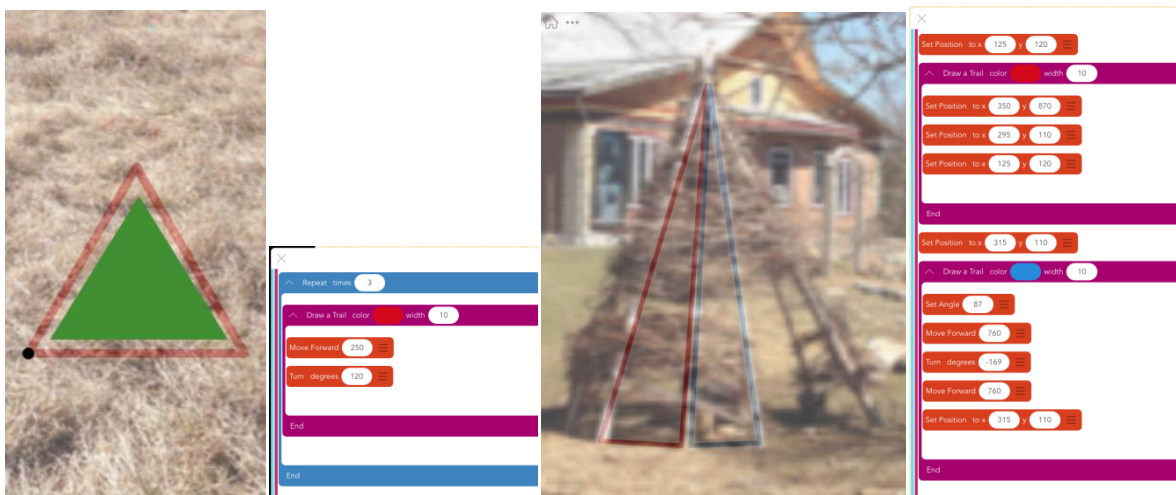 Repeat times 3
Draw a Trail color width 10
Move Forward 250
Turn degrees 120
End
End
Set Position to x 125 y 120
Draw a Trail color width 10
Set Position to x 350 y 870
Set Position to x 295 y 110
Set Position to x 125 y 120
End
Set Position to x 315 y 110
Draw a Trail color width 10
Set Angle 87
Move Forward 760
Turn degrees -169
Move Forward 760
Set Position to x 315 y 110
End